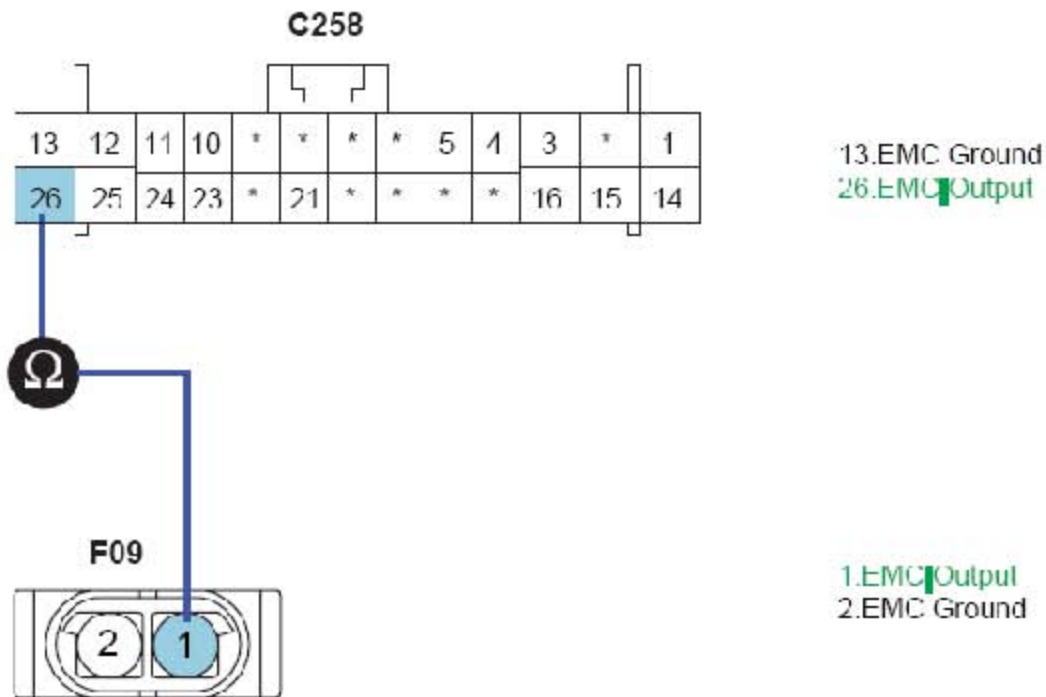 C258
13 12 11 10 * * * * 5 4 3 * 1
26 25 24 23 * 21 * * * * 16 15 14
13.EMC Ground
26.EMC Output
Ω
F09
2 1
1.EMC Output
2.EMC Ground